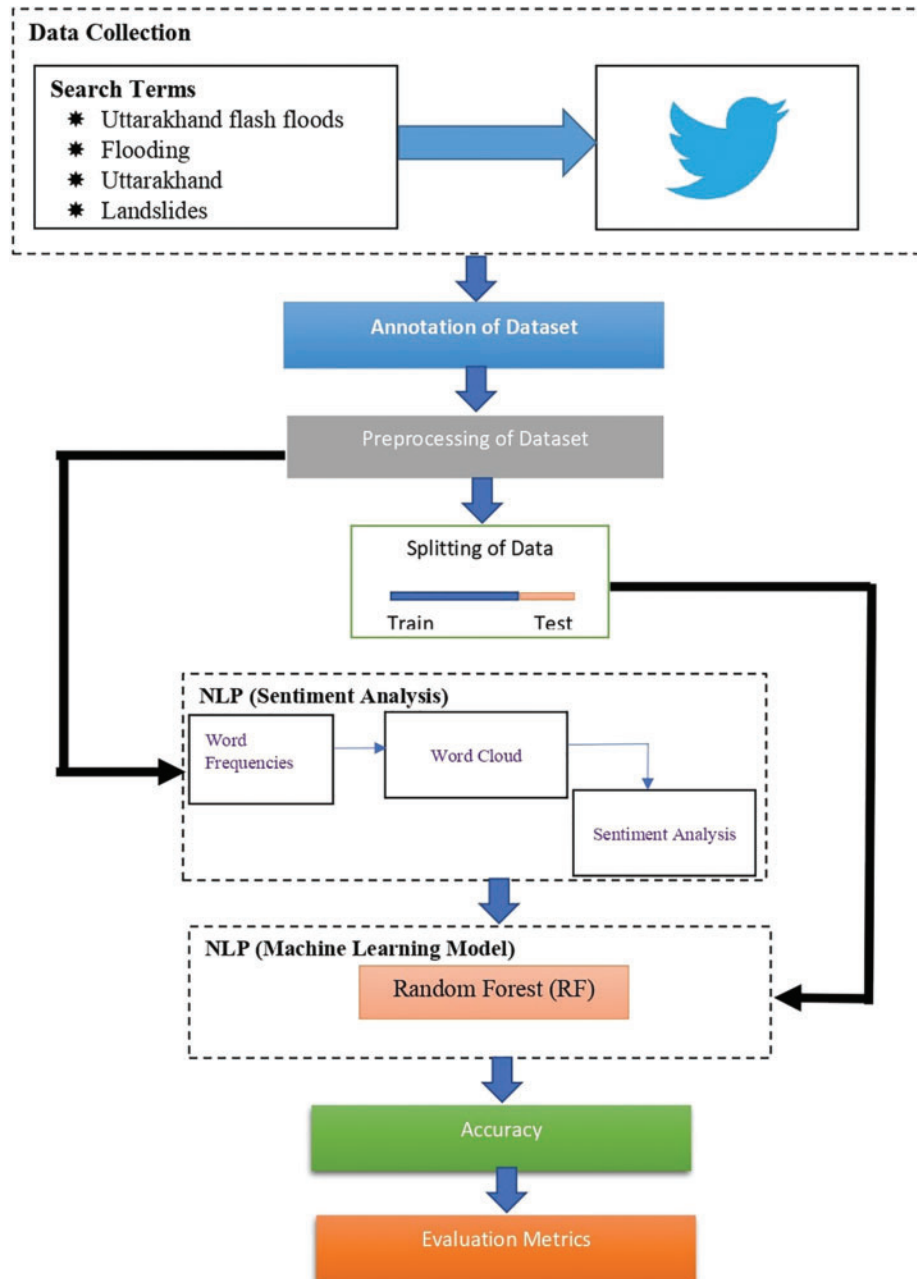 Data Collection
Search Terms
Uttarakhand flash floods
Flooding
Uttarakhand
Landslides
Annotation of Dataset
Preprocessing of Dataset
Splitting of Data
Train Test
NLP (Sentiment Analysis)
Word
Frequencies
Word Cloud
Sentiment Analysis
NLP (Machine Learning Model)
Random Forest (RF)
Accuracy
Evaluation Metrics